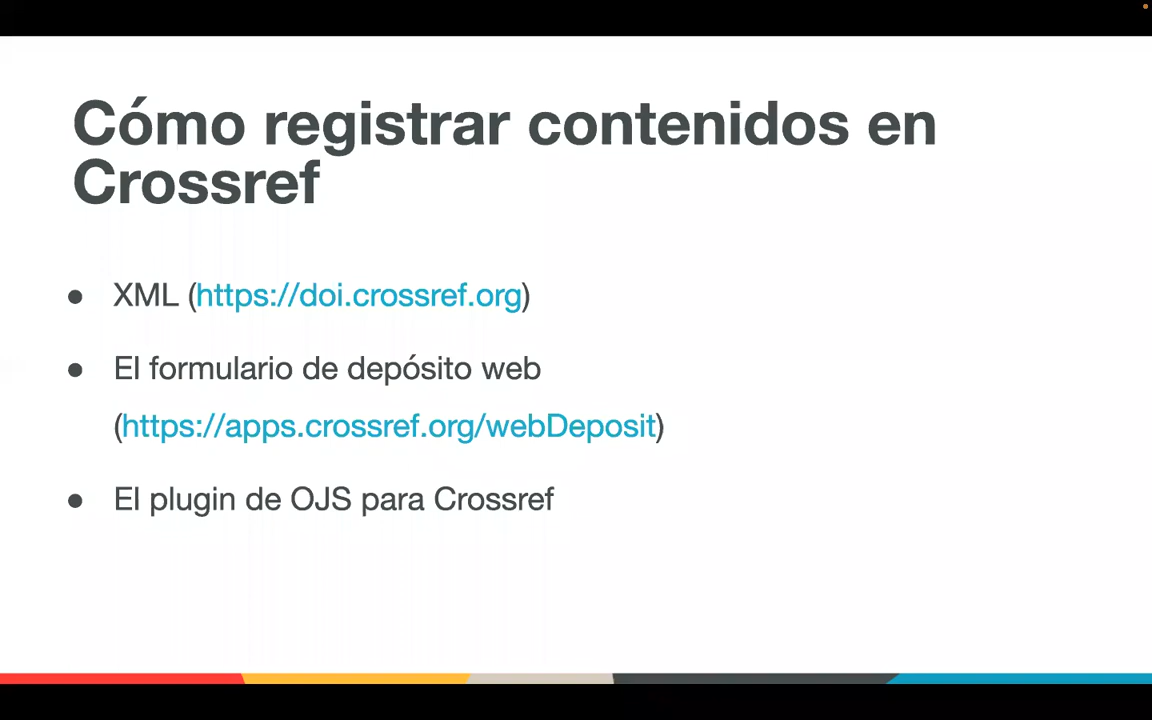 Cómo registrar contenidos en
Crossref
● XML (https://doi.crossref.org)
● El formulario de depósito web
(https://apps.crossref.org/webDeposit)
● El plugin de OJS para Crossref